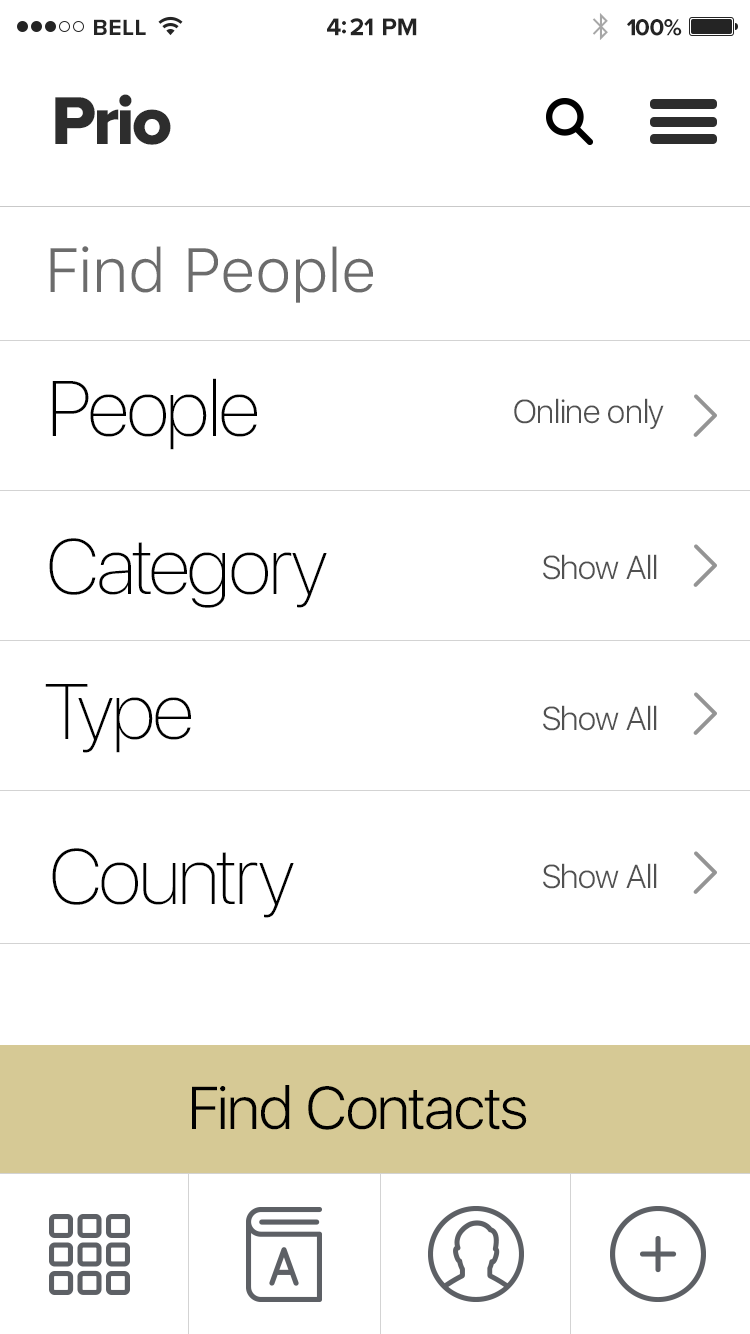 BELL 4:21 PM 100%
Prio
Find People
People Online only
Category Show All
Type Show All
Country Show All
Find Contacts
A